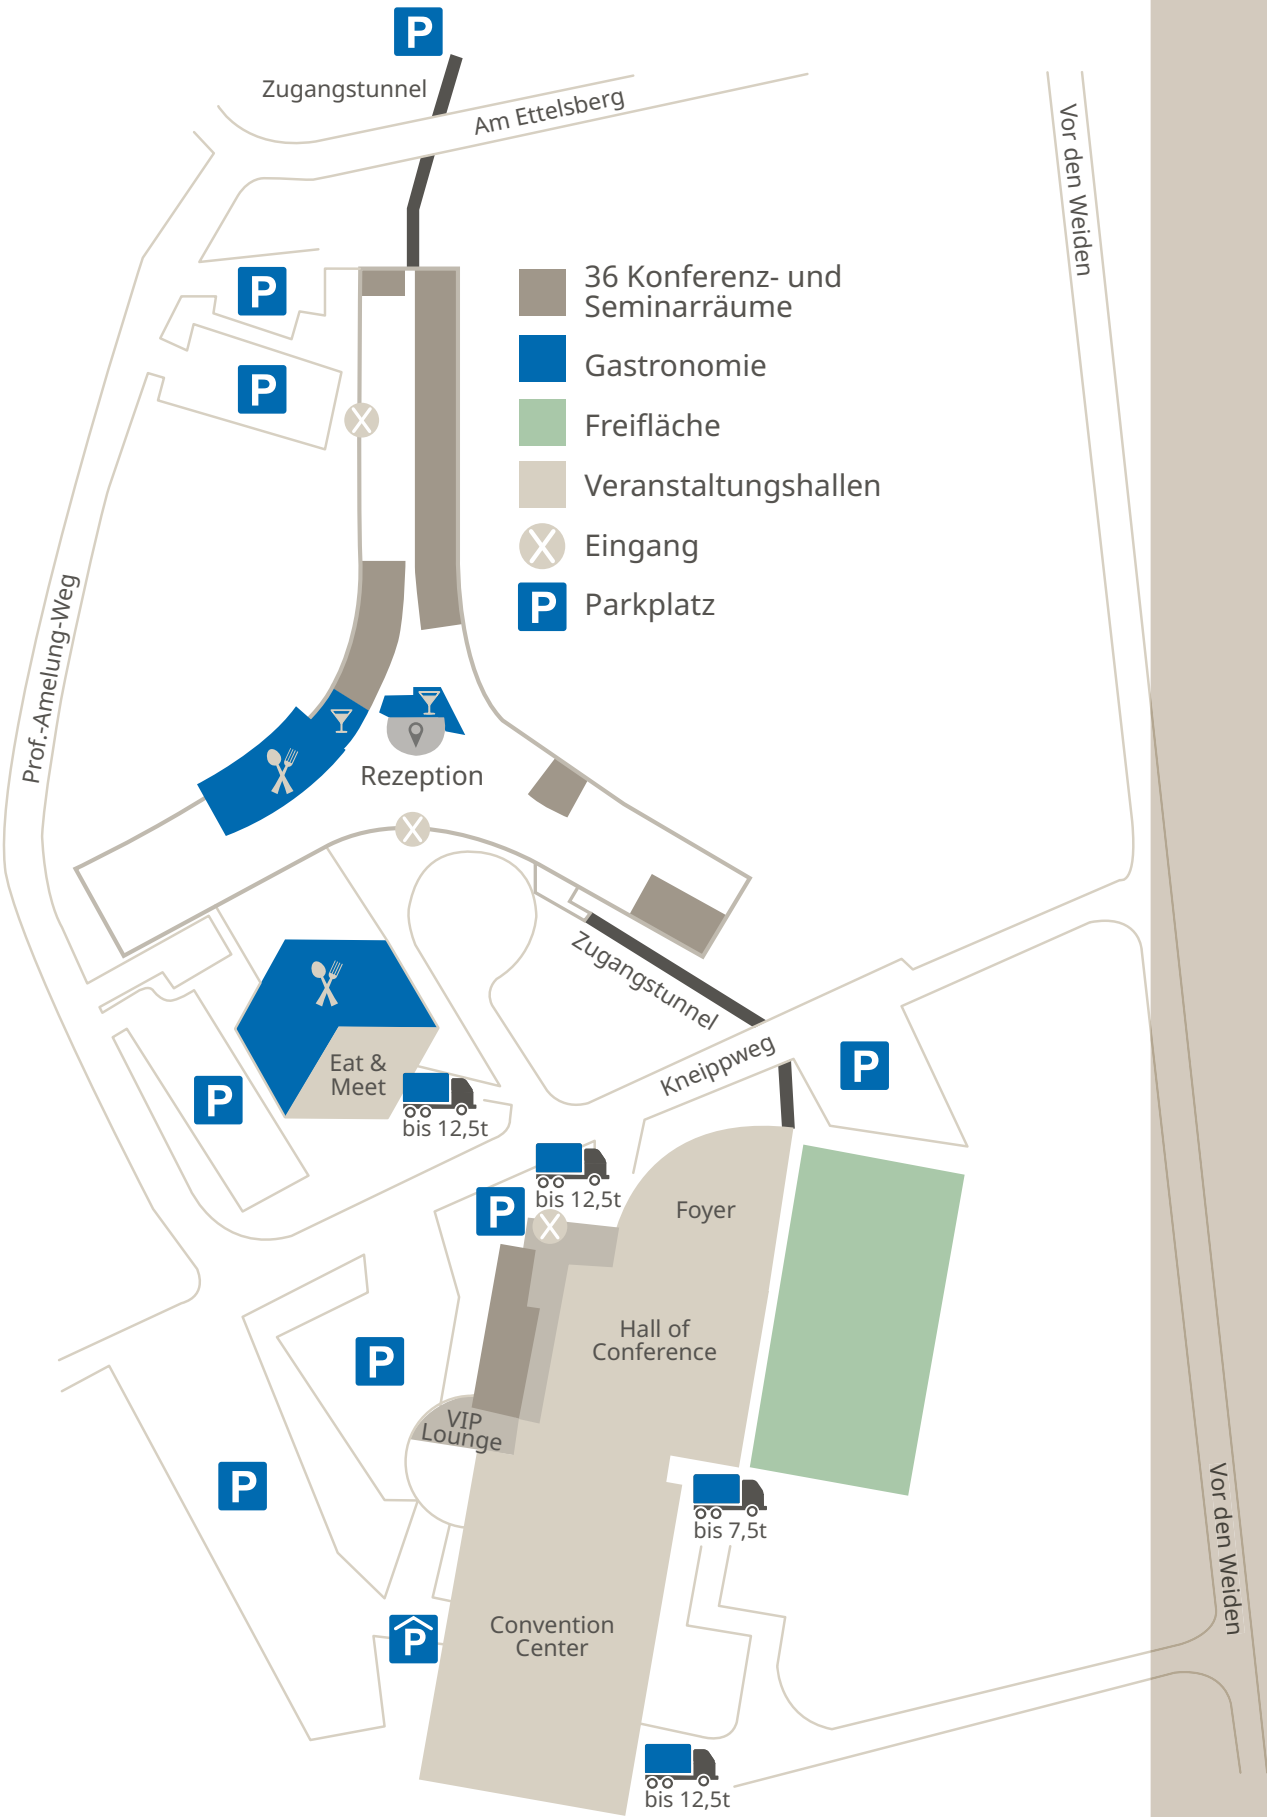 P
Zugangstunnel
Am Ettelsberg
Vor den Weiden
P
P
36 Konferenz- und
Seminarräume
Gastronomie
Freifläche
Veranstaltungshallen
Eingang
P Parkplatz
Prof.-Amelung-Weg
Rezeption
Zugangstunnel
Kneippweg
P
Eat &
Meet
P
bis 12,5t
bis 12,5t
P
Foyer
Hall of
Conference
P
VIP
Lounge
P
bis 7,5t
Vor den Weiden
P
Convention
Center
bis 12,5t